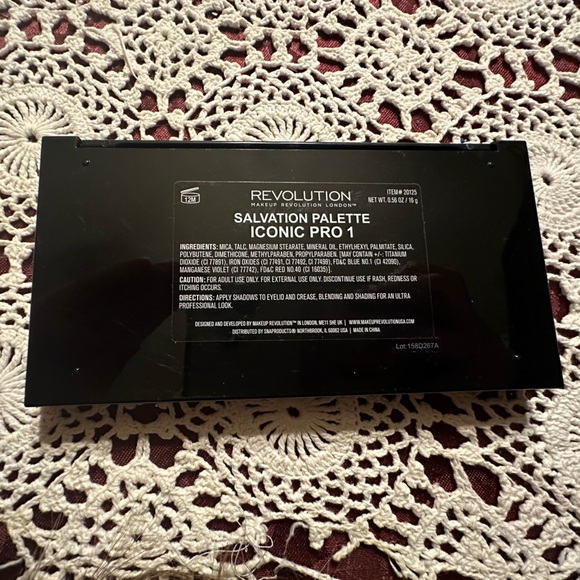 12M
REVOLUTION
MAKEUP REVOLUTION LONDON™
ITEM# 20125
NET WT. 0.56 OZ / 16 g
SALVATION PALETTE
ICONIC PRO 1
INGREDIENTS: MICA, TALC, MAGNESIUM STEARATE, MINERAL OIL, ETHYLHEXYL, PALMITATE, SILICA,
POLYBUTENE, DIMETHICONE, METHYLPARABEN, PROPYLPARABEN. [MAY CONTAIN +/-: TITANIUM
DIOXIDE (CI 77891), IRON OXIDES (CI 77491, CI 77492, CI 77499), FD&C BLUE NO.1 (CI 42090),
MANGANESE VIOLET (CI 77742), FD&C RED NO.40 (CI 16035)].
CAUTION: FOR ADULT USE ONLY. FOR EXTERNAL USE ONLY. DISCONTINUE USE IF RASH, REDNESS OR
ITCHING OCCURS.
DIRECTIONS: APPLY SHADOWS TO EYELID AND CREASE, BLENDING AND SHADING FOR AN ULTRA
PROFESSIONAL LOOK.
DESIGNED AND DEVELOPED BY MAKEUP REVOLUTION™ IN LONDON, ME11 5HE UK | WWW.MAKEUPREVOLUTIONUSA.COM
DISTRIBUTED BY SNAPRODUCTS® NORTHBROOK, IL 60062 USA | MADE IN CHINA
Lot:158D267A